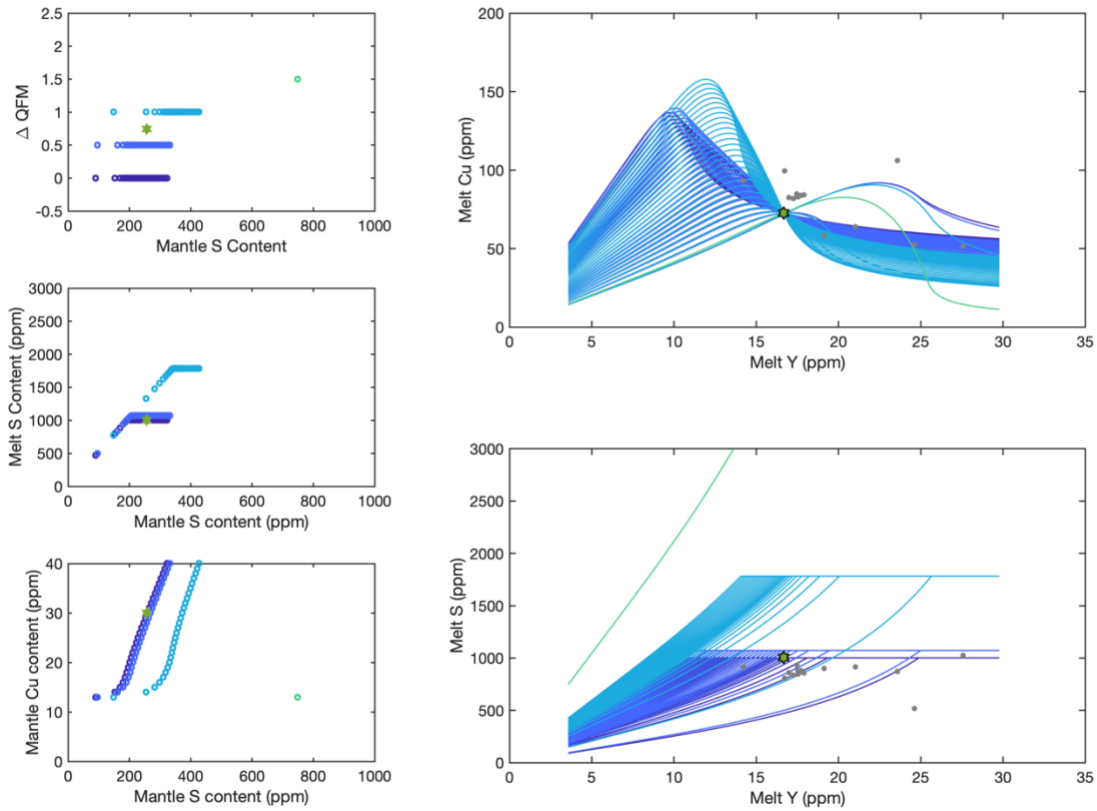 2.5
2
1.5
1
0.5
0
-0.5
0 200 400 600 800 1000
Mantle S Content
Δ QFM
3000
2500
2000
1500
1000
500
0
0 200 400 600 800 1000
Mantle S content (ppm)
Melt S Content (ppm)
40
30
20
10
0
0 200 400 600 800 1000
Mantle S content (ppm)
Mantle Cu content (ppm)
200
150
100
50
0
0 5 10 15 20 25 30 35
Melt Y (ppm)
Melt Cu (ppm)
3000
2500
2000
1500
1000
500
0
0 5 10 15 20 25 30 35
Melt Y (ppm)
Melt S (ppm)